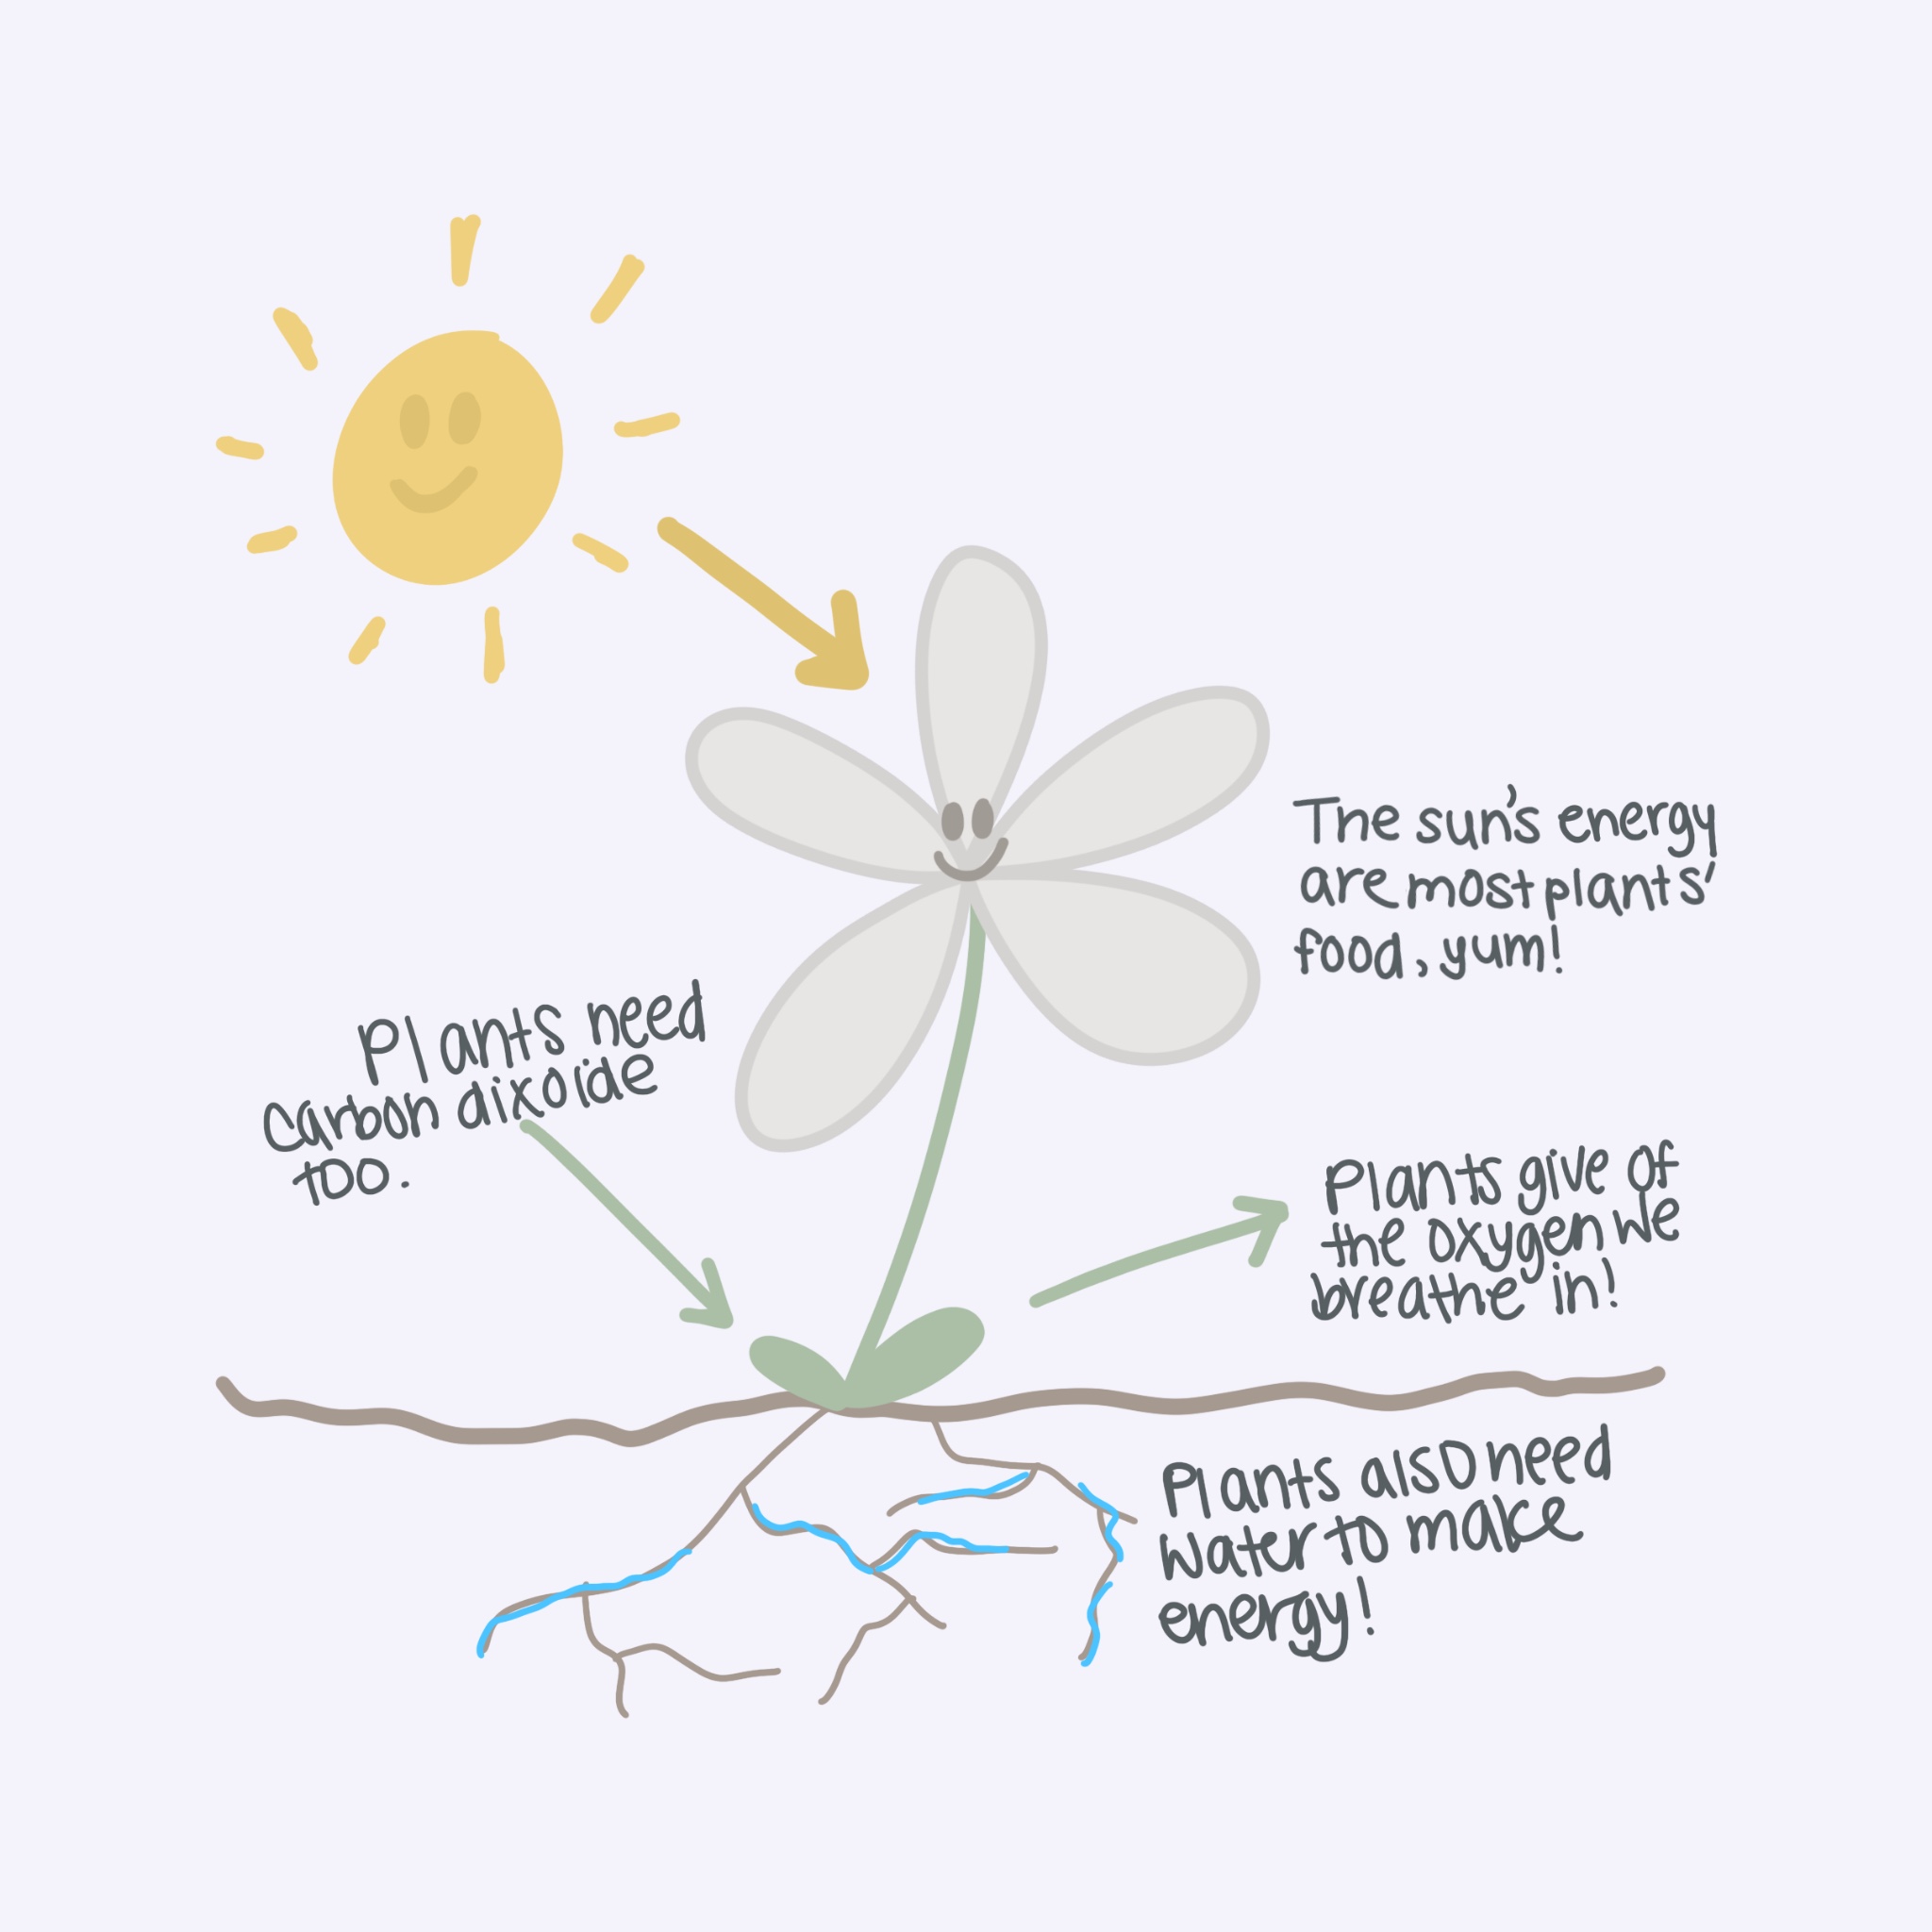 The sun's energy
are most plants'
food, yum!
Plants need
Carbon dixoide
too.
Plants give of
the oxygen we
breathe in!
Plants also need
water to make
energy!